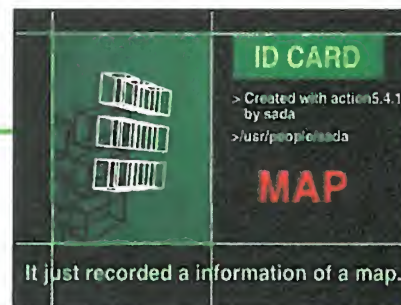 ID CARD
> Created with action5.4.1
by sada
>/usr/people/sada
MAP
It just recorded a information of a map.